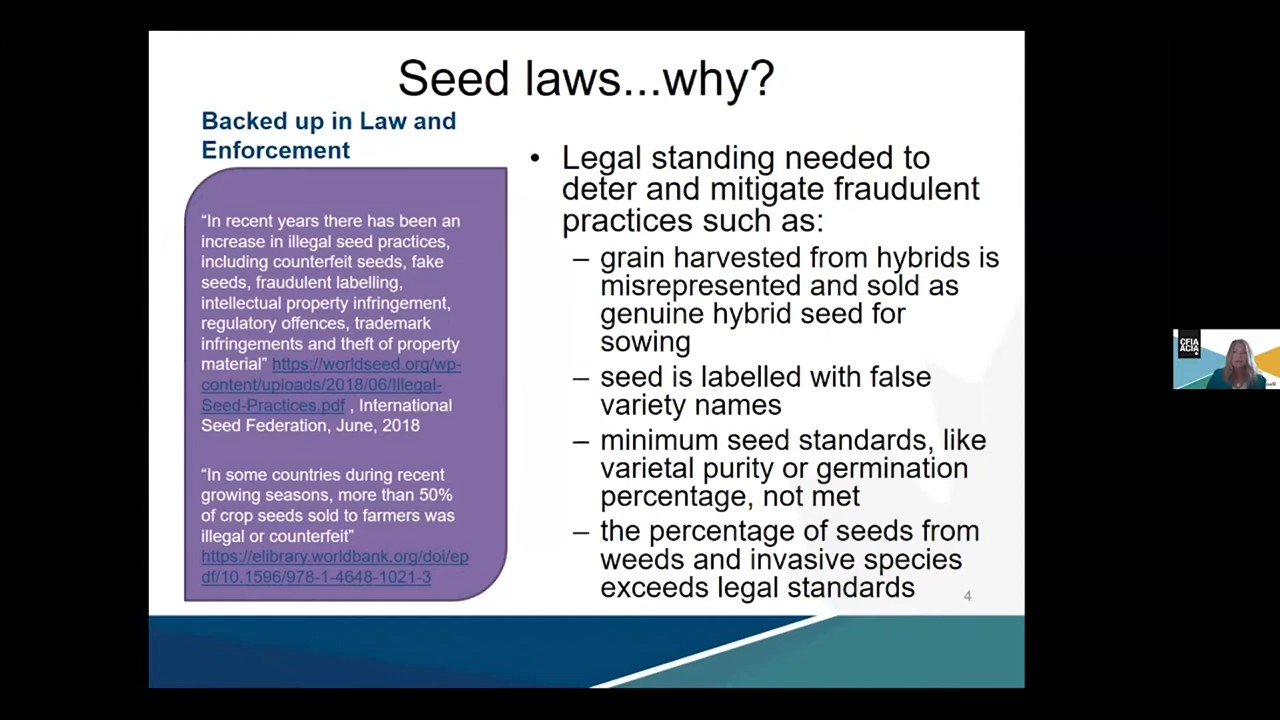 Seed laws...why?
Backed up in Law and
Enforcement
“In recent years there has been an
increase in illegal seed practices,
including counterfeit seeds, fake
seeds, fraudulent labelling,
intellectual property infringement,
regulatory offences, trademark
infringements and theft of property
material” https://worldseed.org/wp-
content/uploads/2018/06/Illegal-
Seed-Practices.pdf , International
Seed Federation, June, 2018
“In some countries during recent
growing seasons, more than 50%
of crop seeds sold to farmers was
illegal or counterfeit”
https://elibrary.worldbank.org/doi/ep
df/10.1596/978-1-4648-1021-3
• Legal standing needed to
deter and mitigate fraudulent
practices such as:
– grain harvested from hybrids is
misrepresented and sold as
genuine hybrid seed for
sowing
– seed is labelled with false
variety names
– minimum seed standards, like
varietal purity or germination
percentage, not met
– the percentage of seeds from
weeds and invasive species
exceeds legal standards
4
CFIA
ACIA